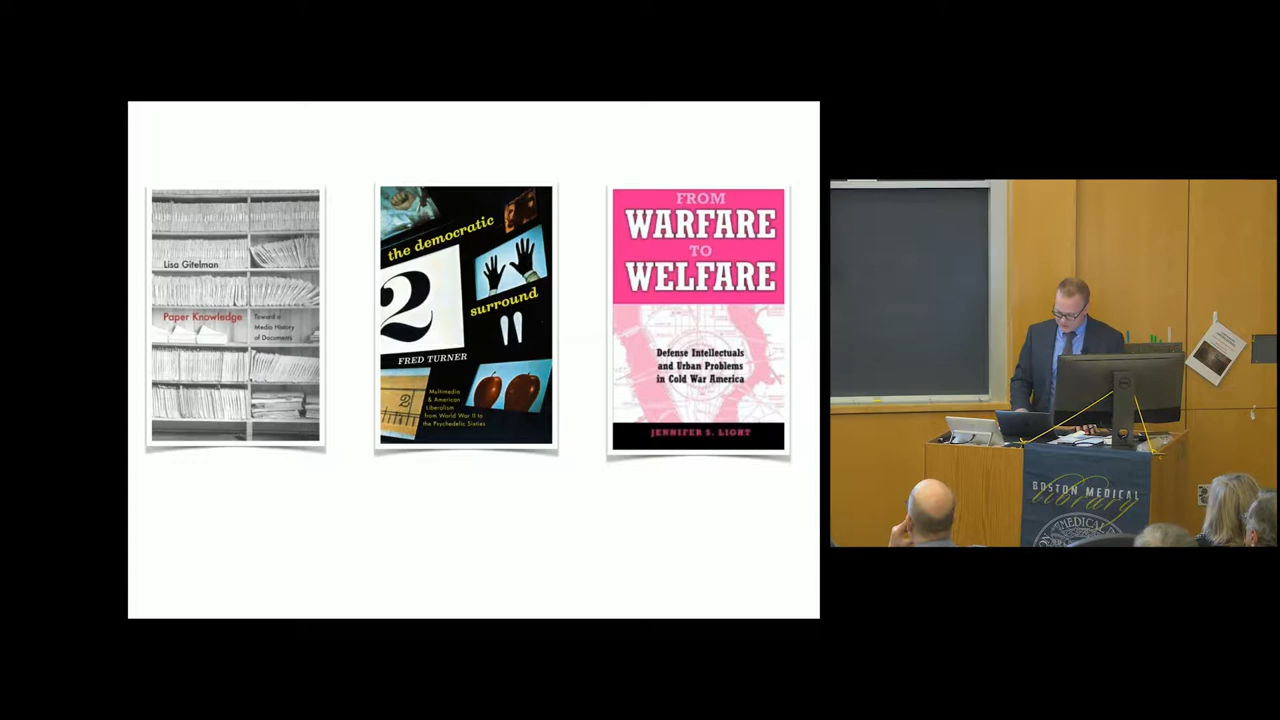 Lisa Gitelman
Paper Knowledge
Toward a
Media History
of Documents
the democratic
2
surround
FRED TURNER
2
Multimedia
& American
Liberalism
from World War II to
the Psychedelic Sixties
FROM
WARFARE
TO
WELFARE
Defense Intellectuals
and Urban Problems
in Cold War America
JENNIFER S. LIGHT
BOSTON MEDICAL
library